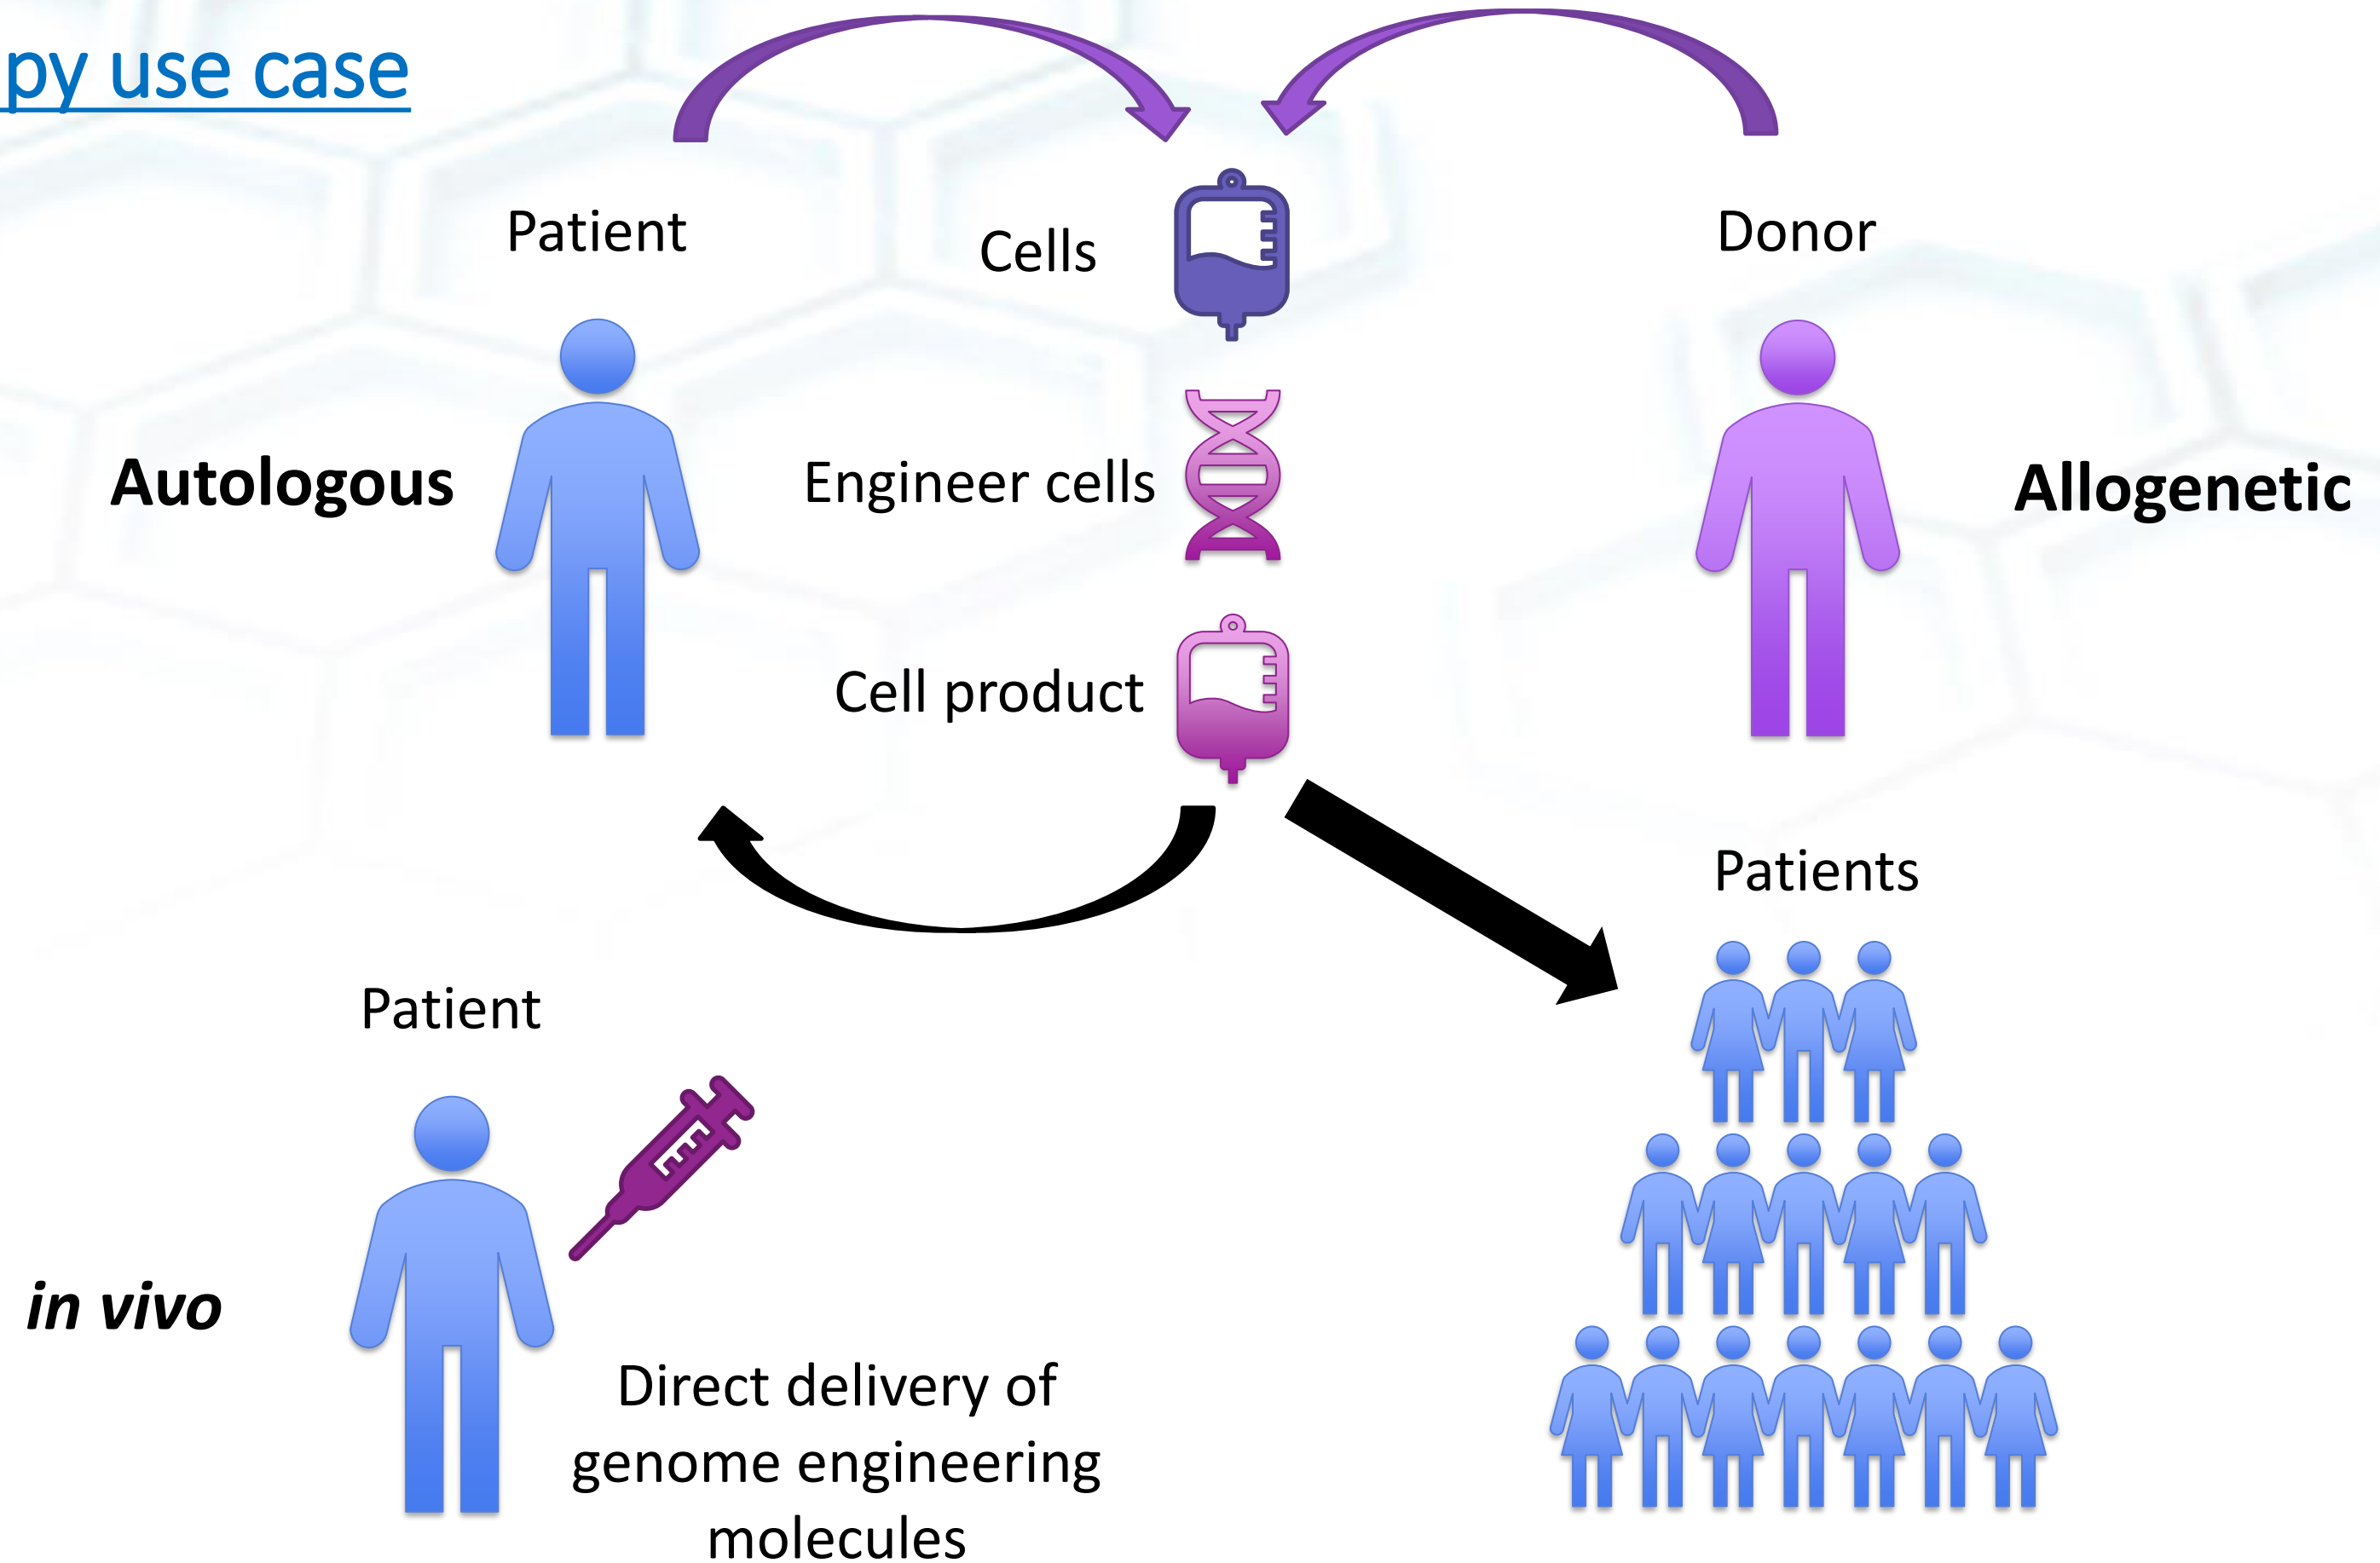 py use case
Patient
Cells
Donor
Autologous
Engineer cells
Allogenetic
Cell product
Patients
Patient
in vivo
Direct delivery of
genome engineering
molecules